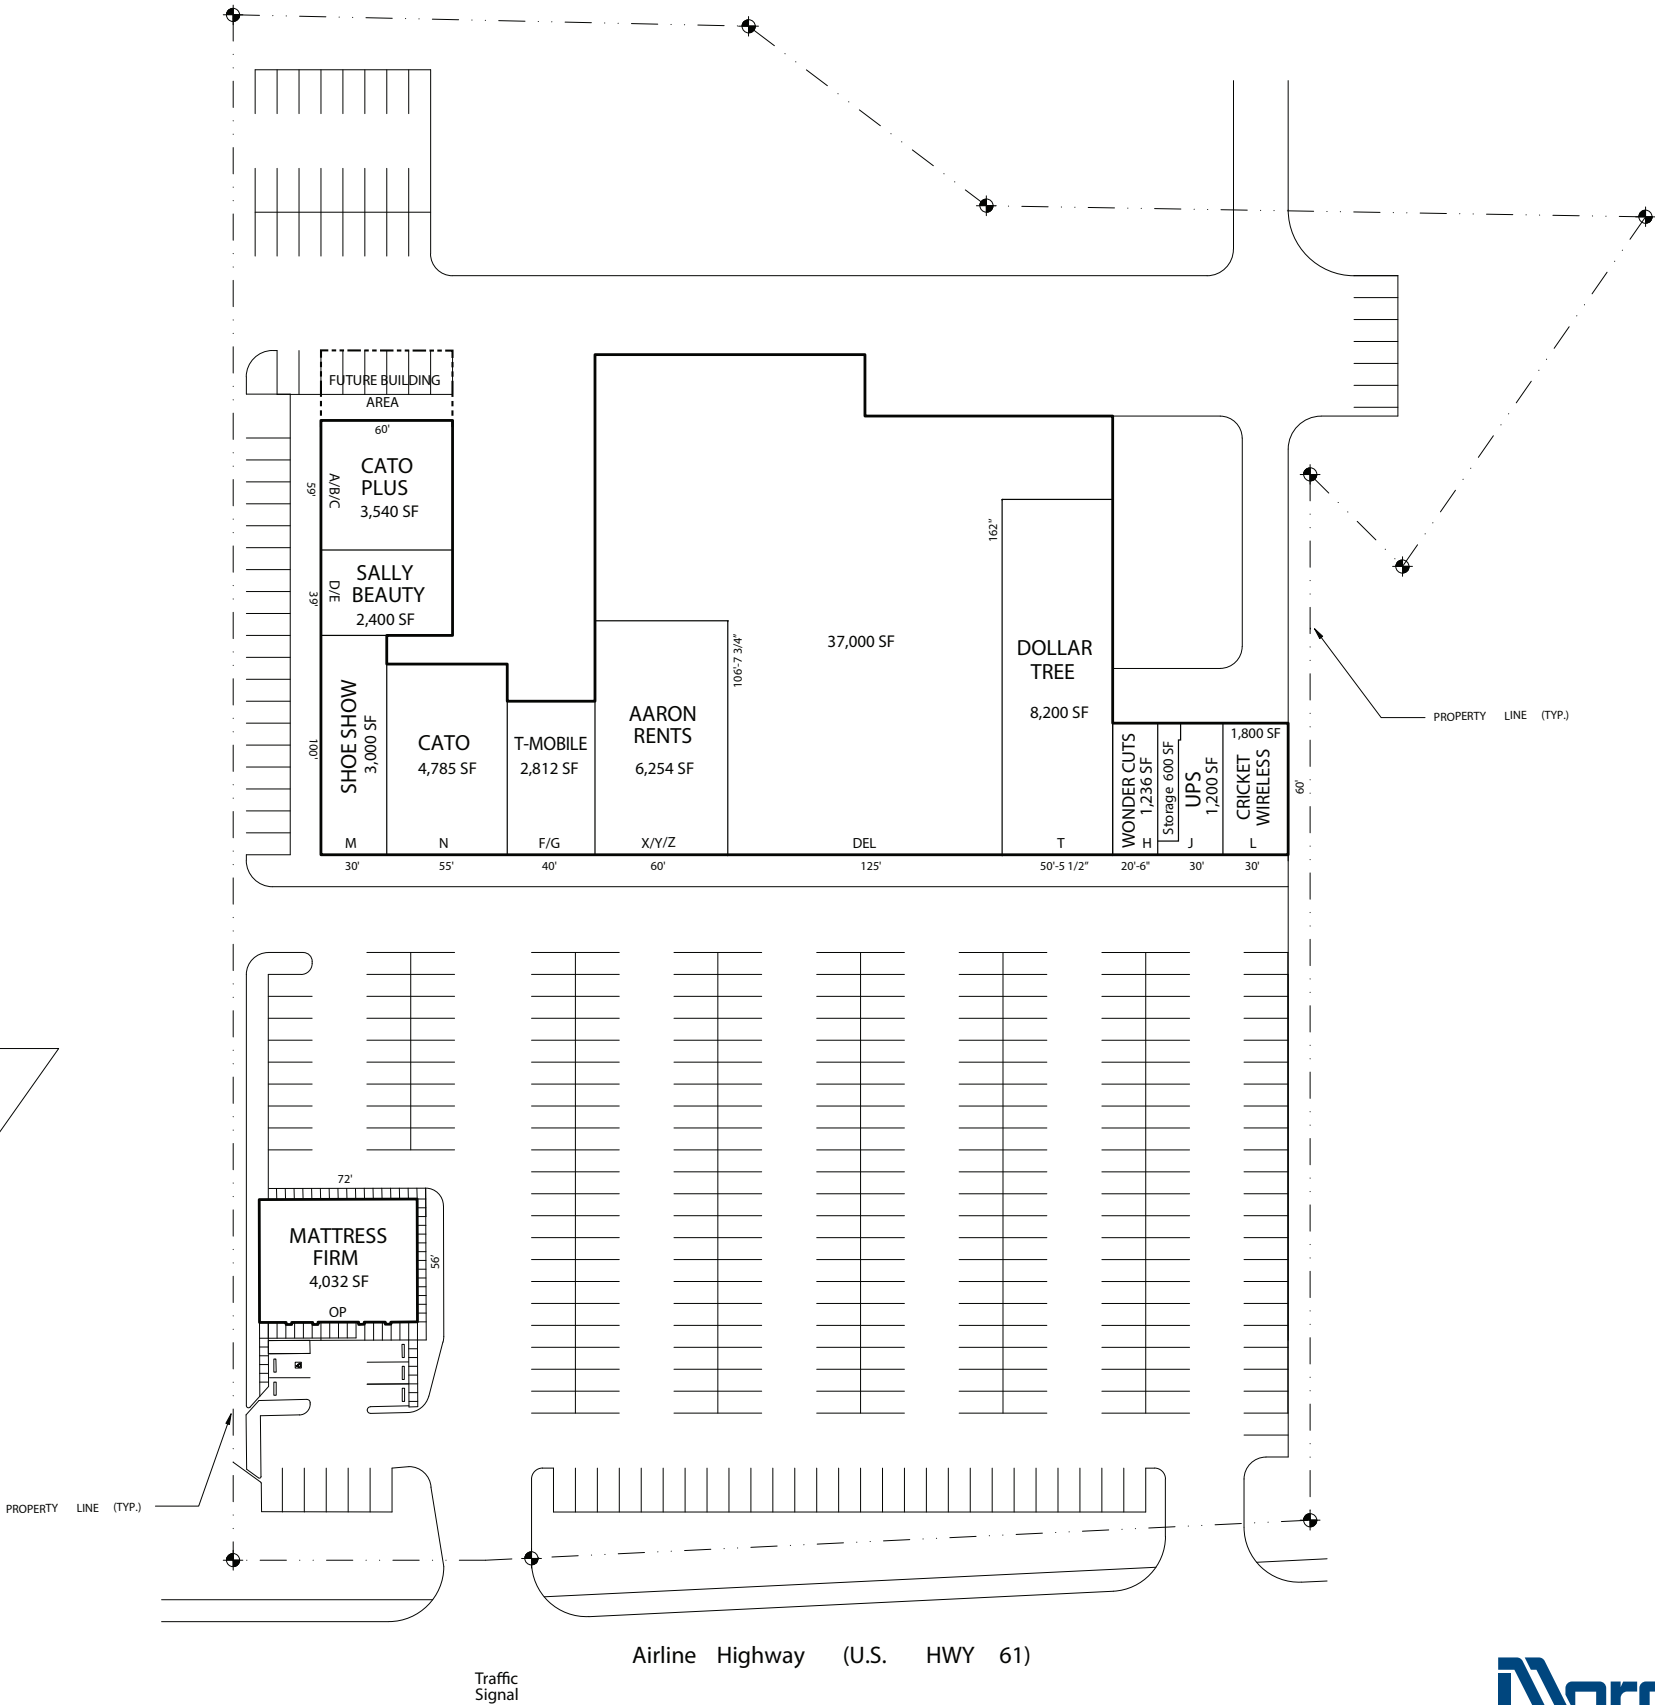 FUTURE BUILDING
AREA
60'
CATO
PLUS
3,540 SF
A/B/C
59'
SALLY
BEAUTY
2,400 SF
D/E
39'
SHOE SHOW
3,000 SF
100'
M
30'
CATO
4,785 SF
N
55'
T-MOBILE
2,812 SF
F/G
40'
AARON
RENTS
6,254 SF
X/Y/Z
60'
106'-7 3/4"
37,000 SF
DEL
125'
162"
DOLLAR
TREE
8,200 SF
T
50'-5 1/2"
WONDER CUTS
1,236 SF
H
20'-6"
Storage 600 SF
UPS
1,200 SF
J
30'
1,800 SF
CRICKET
WIRELESS
L
30'
60'
PROPERTY LINE (TYP.)
72'
MATTRESS
FIRM
4,032 SF
OP
56'
PROPERTY LINE (TYP.)
Airline Highway (U.S. HWY 61)
Traffic
Signal